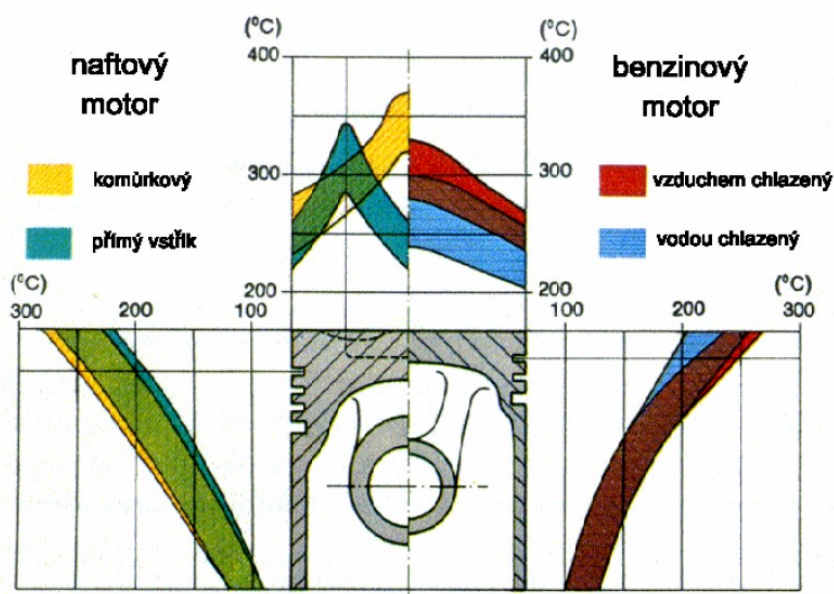 (°C)
(°C)
400
400
naftový
motor
benzinový
motor
300
300
komůrkový
vzduchem chlazený
přímý vstřik
vodou chlazený
200
200
(°C)
(°C)
300
200
100
100
200
300